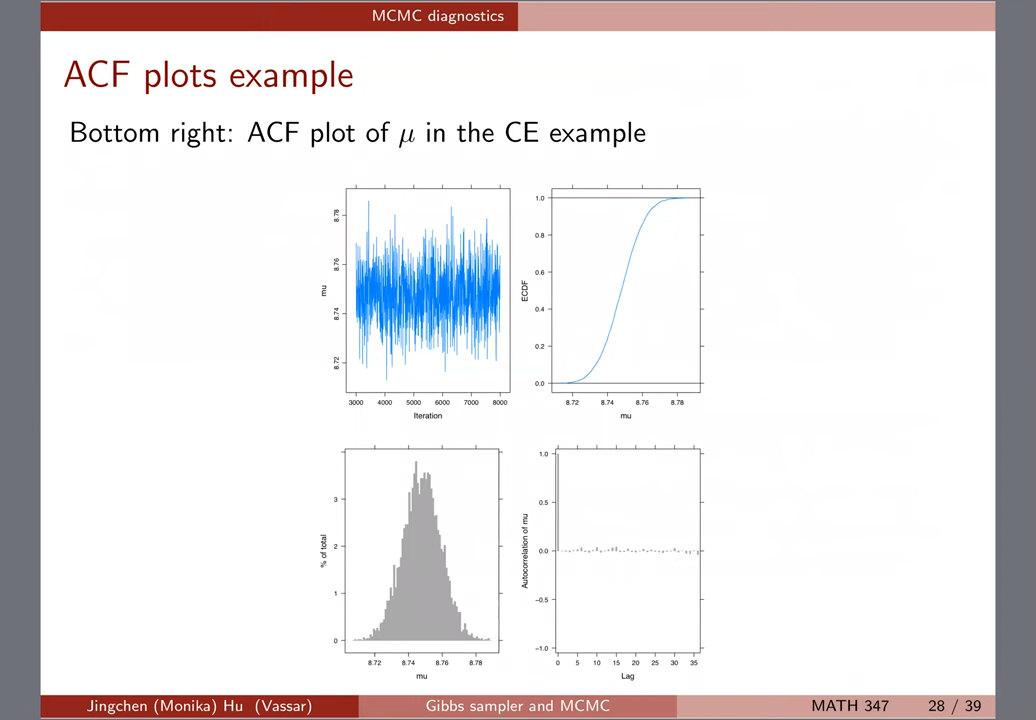 MCMC diagnostics
ACF plots example
Bottom right: ACF plot of μ in the CE example
8.78
8.76
8.74
8.72
mu
3000 4000 5000 6000 7000 8000
Iteration
1.0
0.8
0.6
0.4
0.2
0.0
ECDF
8.72 8.74 8.76 8.78
mu
3
2
1
0
% of total
8.72 8.74 8.76 8.78
mu
1.0
0.5
0.0
−0.5
−1.0
Autocorrelation of mu
0 5 10 15 20 25 30 35
Lag
Jingchen (Monika) Hu (Vassar) Gibbs sampler and MCMC MATH 347 28 / 39